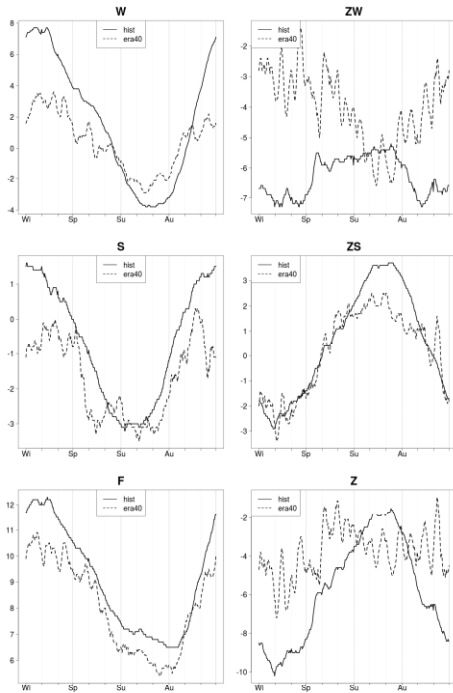 W
hist
era40
8
6
4
2
0
-2
-4
Wi Sp Su Au
ZW
hist
era40
-2
-3
-4
-5
-6
-7
Wi Sp Su Au
S
hist
era40
1
0
-1
-2
-3
Wi Sp Su Au
ZS
hist
era40
3
2
1
0
-1
-2
-3
Wi Sp Su Au
F
hist
era40
12
11
10
9
8
7
6
Wi Sp Su Au
Z
hist
era40
-2
-4
-6
-8
-10
Wi Sp Su Au